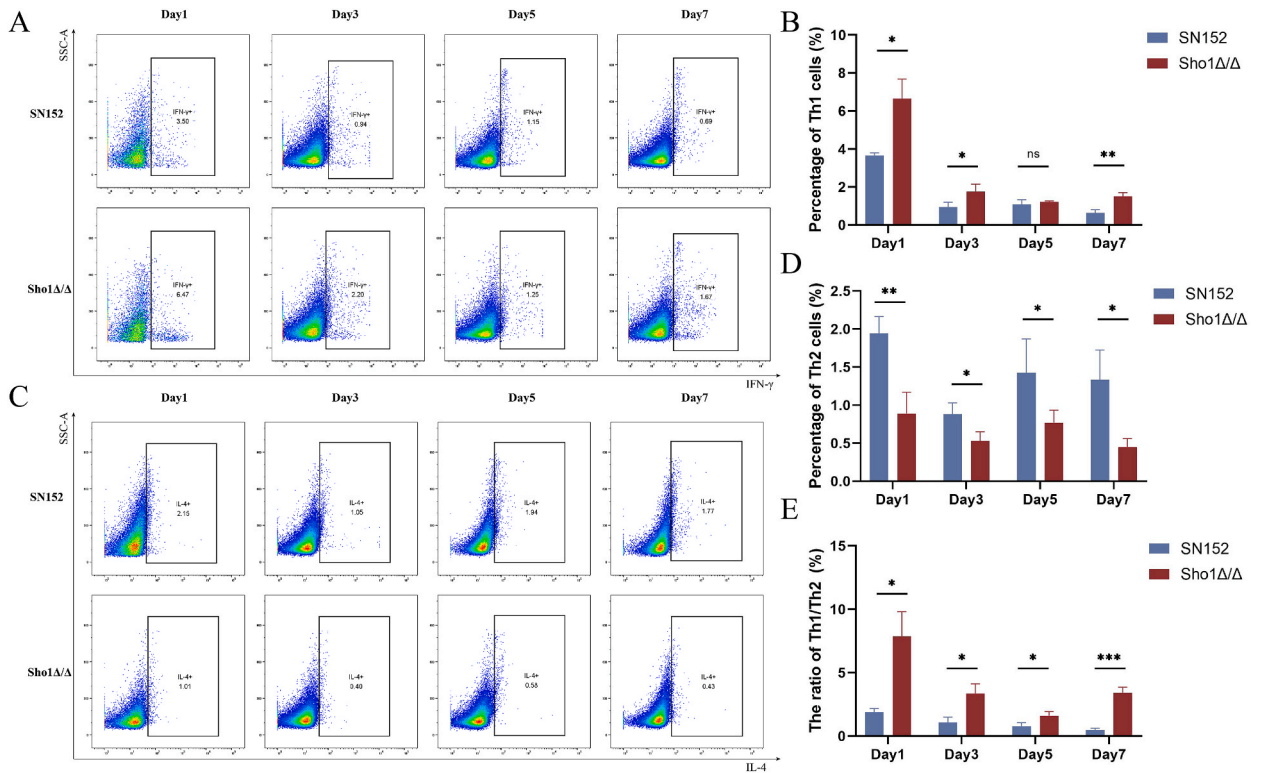 A
Day1 Day3 Day5 Day7
SSC-A
SN152
IFN-γ+
3.50
IFN-γ+
0.94
IFN-γ+
1.15
IFN-γ+
0.69
Sho1Δ/Δ
IFN-γ+
6.47
IFN-γ+
2.20
IFN-γ+
1.25
IFN-γ+
1.67
IFN-γ
B
Percentage of Th1 cells (%)
10
8
6
4
2
0
* * ns **
Day1 Day3 Day5 Day7
SN152
Sho1Δ/Δ
C
Day1 Day3 Day5 Day7
SSC-A
SN152
IL-4+
2.15
IL-4+
1.05
IL-4+
1.94
IL-4+
1.77
Sho1Δ/Δ
IL-4+
1.01
IL-4+
0.40
IL-4+
0.58
IL-4+
0.43
IL-4
D
Percentage of Th2 cells (%)
2.5
2.0
1.5
1.0
0.5
0.0
** * * *
Day1 Day3 Day5 Day7
SN152
Sho1Δ/Δ
E
The ratio of Th1/Th2 (%)
15
10
5
0
* * * ***
Day1 Day3 Day5 Day7
SN152
Sho1Δ/Δ